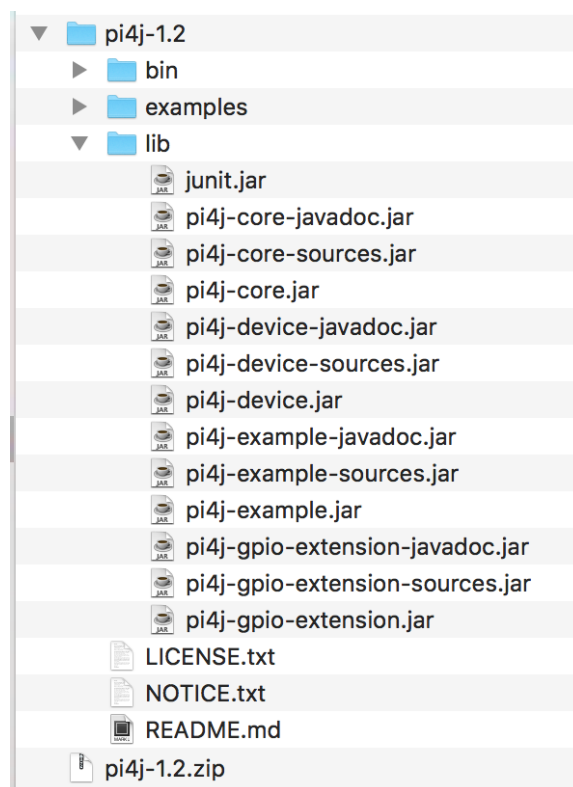 pi4j-1.2
bin
examples
lib
junit.jar
pi4j-core-javadoc.jar
pi4j-core-sources.jar
pi4j-core.jar
pi4j-device-javadoc.jar
pi4j-device-sources.jar
pi4j-device.jar
pi4j-example-javadoc.jar
pi4j-example-sources.jar
pi4j-example.jar
pi4j-gpio-extension-javadoc.jar
pi4j-gpio-extension-sources.jar
pi4j-gpio-extension.jar
LICENSE.txt
NOTICE.txt
README.md
pi4j-1.2.zip